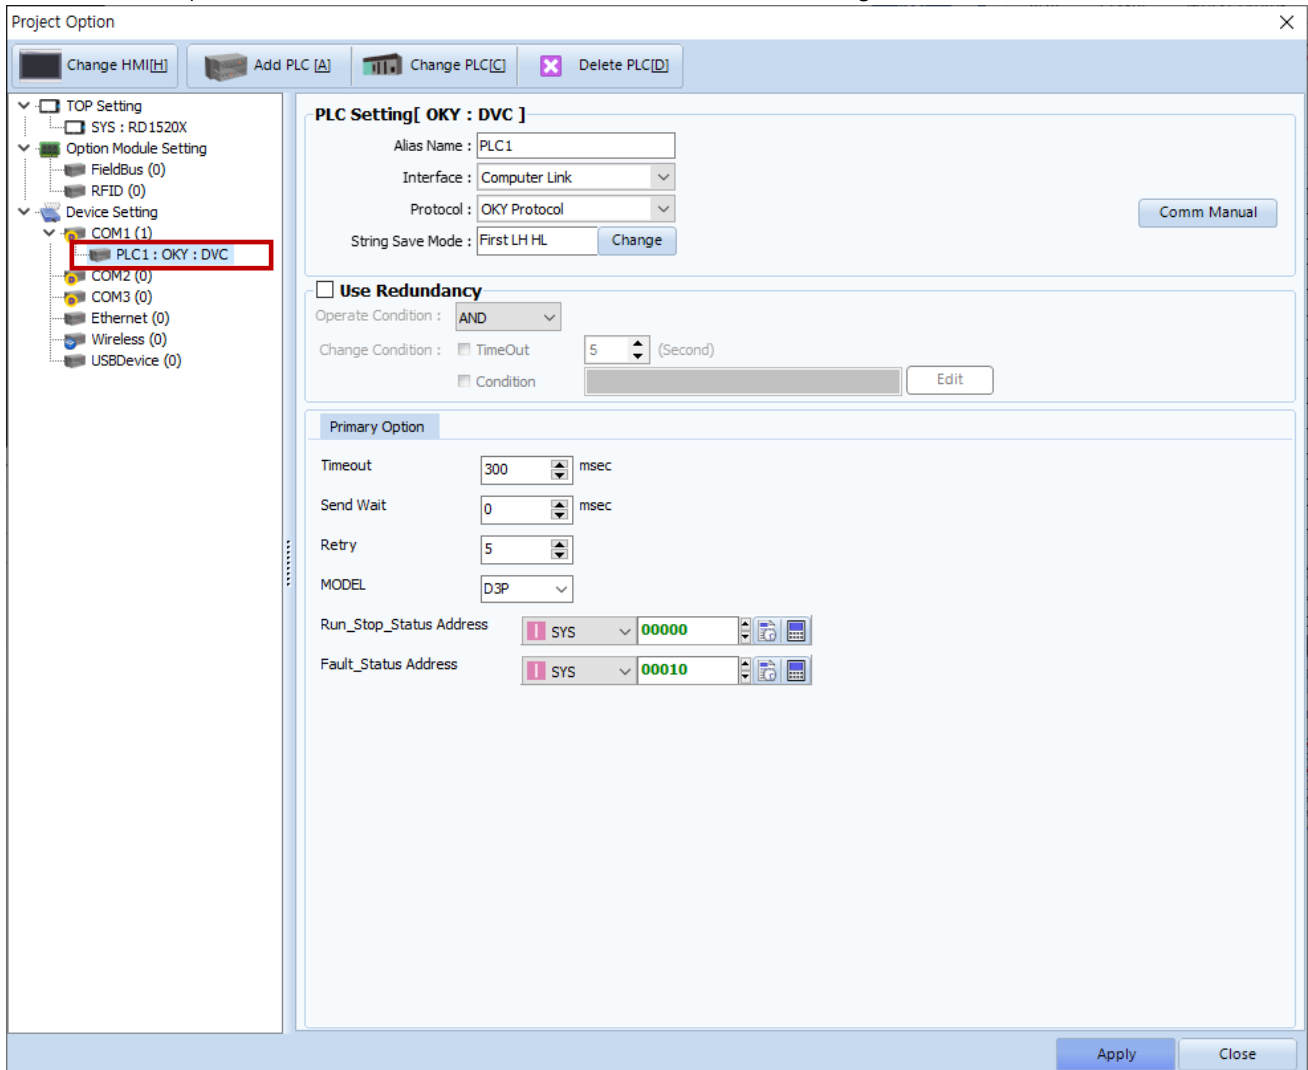 Project Option
Change HMI[H] Add PLC [A] Change PLC[C] Delete PLC[D]
TOP Setting
SYS : RD1520X
Option Module Setting
FieldBus (0)
RFID (0)
Device Setting
COM1 (1)
PLC1 : OKY : DVC
COM2 (0)
COM3 (0)
Ethernet (0)
Wireless (0)
USBDevice (0)
PLC Setting[ OKY : DVC ]
Alias Name : PLC1
Interface : Computer Link
Protocol : OKY Protocol
Comm Manual
String Save Mode : First LH HL Change
Use Redundancy
Operate Condition : AND
Change Condition : TimeOut 5 (Second)
Condition Edit
Primary Option
Timeout 300 msec
Send Wait 0 msec
Retry 5
MODEL D3P
Run_Stop_Status Address I SYS 00000
Fault_Status Address I SYS 00010
Apply Close